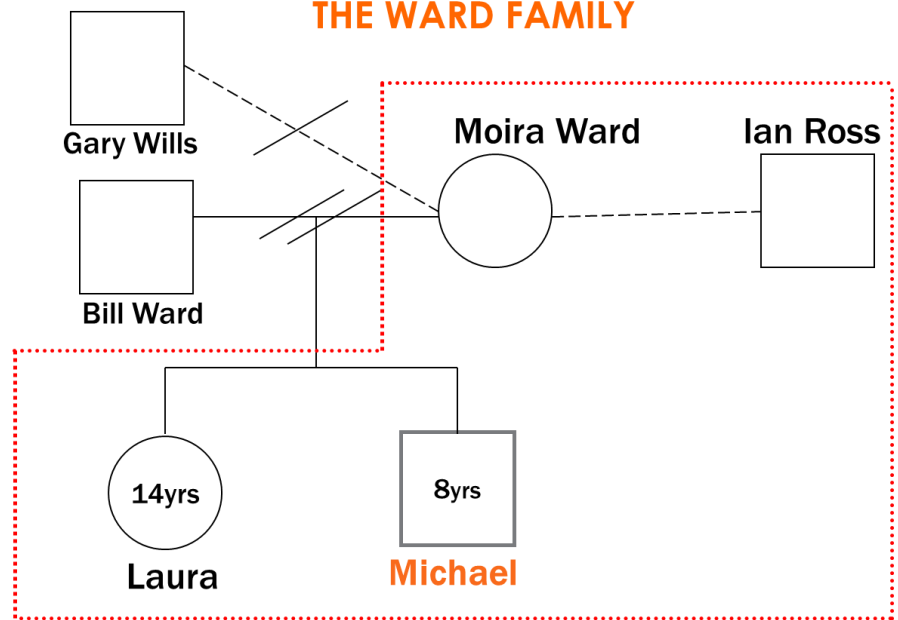 THE WARD FAMILY
Gary Wills
Moira Ward
Ian Ross
Bill Ward
14yrs
8yrs
Laura
Michael